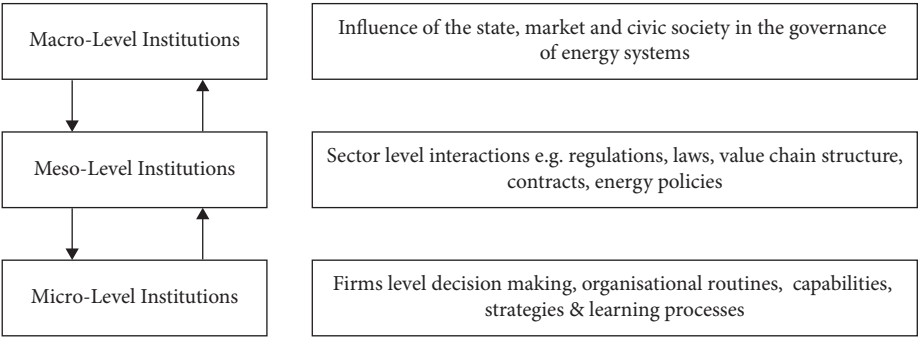 Macro-Level Institutions
Influence of the state, market and civic society in the governance
of energy systems
Meso-Level Institutions
Sector level interactions e.g. regulations, laws, value chain structure,
contracts, energy policies
Micro-Level Institutions
Firms level decision making, organisational routines, capabilities,
strategies & learning processes